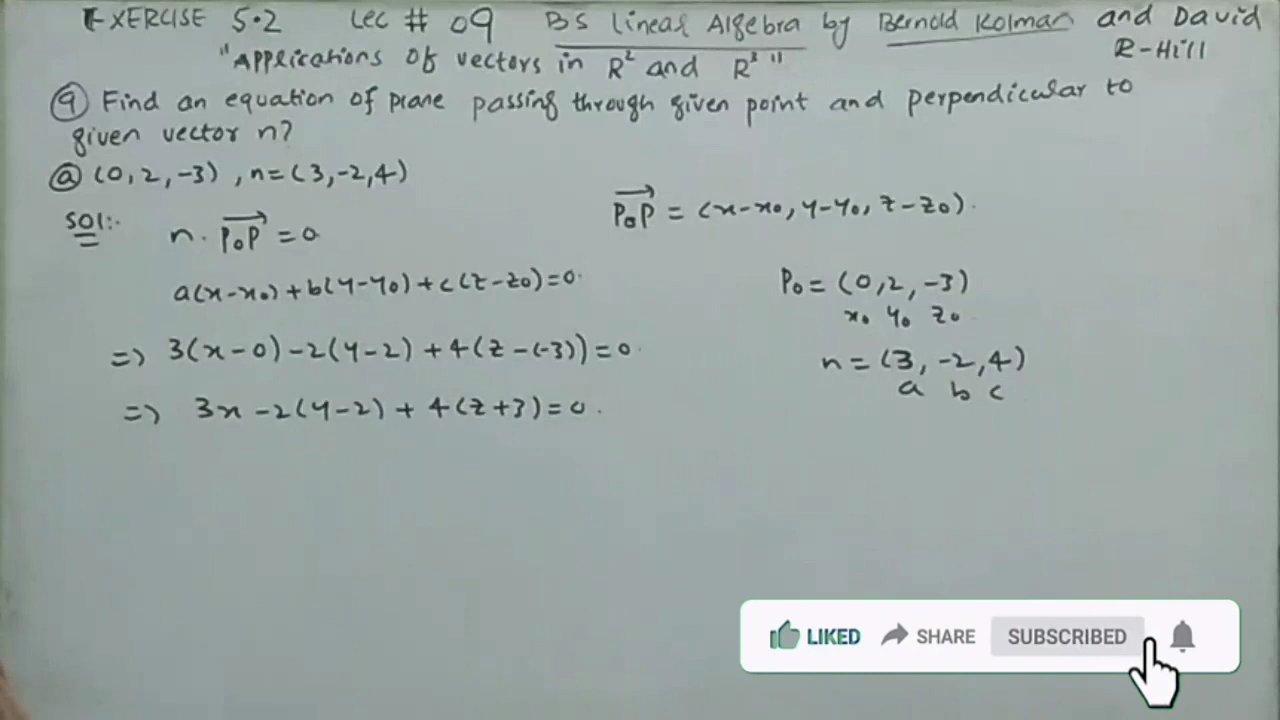 EXERCISE 5.2 Lec # 09 BS Linear Algebra by Bernold Kolman and David
R-Hill
"Applications of vectors in R² and R³"
⑨ Find an equation of plane passing through given point and perpendicular to
given vector n?
ⓐ (0, 2, -3), n=(3,-2,4)
Sol:-
n. P₀P = 0
P₀P = (x-x₀, y-y₀, z-z₀).
a(x-x₀)+b(y-y₀)+c(z-z₀)=0.
P₀ = (0,2,-3)
x₀ y₀ z₀
=> 3(x-0)-2(y-2)+4(z-(-3))=0.
n = (3, -2,4)
a b c
=> 3x-2(y-2)+4(z+3)=0.
LIKED SHARE SUBSCRIBED